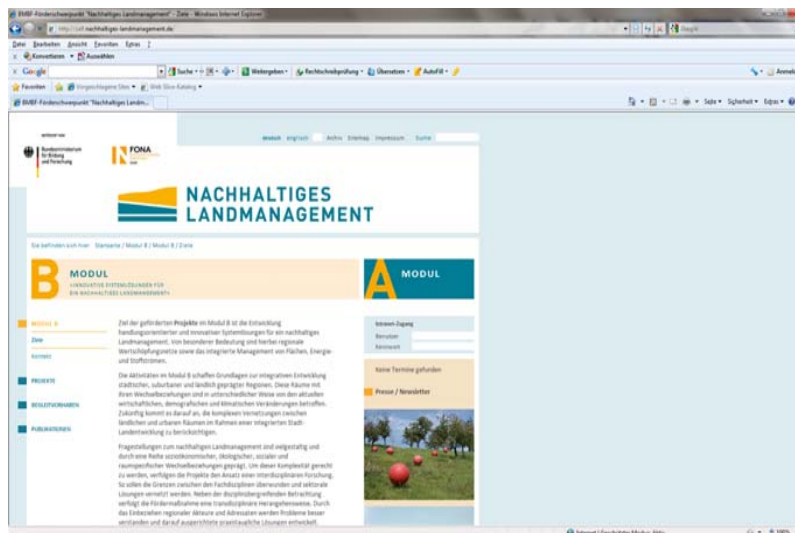 BMBF-Förderschwerpunkt "Nachhaltiges Landmanagement" - Ziele - Windows Internet Explorer
nachhaltiges-landmanagement.de
Datei Bearbeiten Ansicht Favoriten Extras ?
x Konvertieren Auswählen
x Google Suche Weitergeben Rechtschreibprüfung Übersetzen AutoFill
Favoriten Vorgeschlagene Sites Web Slice-Katalog
BMBF-Förderschwerpunkt "Nachhaltiges Landm...
Seite Sicherheit Extras
Bundesministerium
für Bildung
und Forschung
FONA
deutsch englisch Archiv Sitemap Impressum Suche
NACHHALTIGES
LANDMANAGEMENT
Sie befinden sich hier: Startseite / Modul B / Modul B / Ziele
B MODUL
»INNOVATIVE SYSTEMLÖSUNGEN FÜR
EIN NACHHALTIGES LANDMANAGEMENT«
A MODUL
MODUL B
Ziele
Kontakt
PROJEKTE
BEGLEITVORHABEN
PUBLIKATIONEN
Ziel der geförderten Projekte im Modul B ist die Entwicklung
handlungsorientierter und innovativer Systemlösungen für ein nachhaltiges
Landmanagement. Von besonderer Bedeutung sind hierbei regionale
Wertschöpfungsnetze sowie das integrierte Management von Flächen, Energie-
und Stoffströmen.
Die Aktivitäten im Modul B schaffen Grundlagen zur integrativen Entwicklung
städtischer, suburbaner und ländlich geprägter Regionen. Diese Räume mit
ihren Wechselbeziehungen sind in unterschiedlicher Weise von den aktuellen
wirtschaftlichen, demografischen und klimatischen Veränderungen betroffen.
Zukünftig kommt es darauf an, die komplexen Vernetzungen zwischen
ländlichen und urbanen Räumen im Rahmen einer integrierten Stadt-
Landentwicklung zu berücksichtigen.
Fragestellungen zum nachhaltigen Landmanagement sind vielgestaltig und
durch eine Reihe sozioökonomischer, ökologischer, sozialer und
raumspezifischer Wechselbeziehungen geprägt. Um dieser Komplexität gerecht
zu werden, verfolgen die Projekte den Ansatz einer interdisziplinären Forschung.
So sollen die Grenzen zwischen den Fachdisziplinen überwunden und sektorale
Lösungen vernetzt werden. Neben der disziplinübergreifenden Betrachtung
verfolgt die Fördermaßnahme eine transdisziplinäre Herangehensweise. Durch
das Einbeziehen regionaler Akteure und Adressaten werden Probleme besser
verstanden und darauf ausgerichtete praxistaugliche Lösungen entwickelt.
Intranet-Zugang
Benutzer
Kennwort
Keine Termine gefunden
Presse / Newsletter
Internet | Geschützter Modus: Aktiv
100%